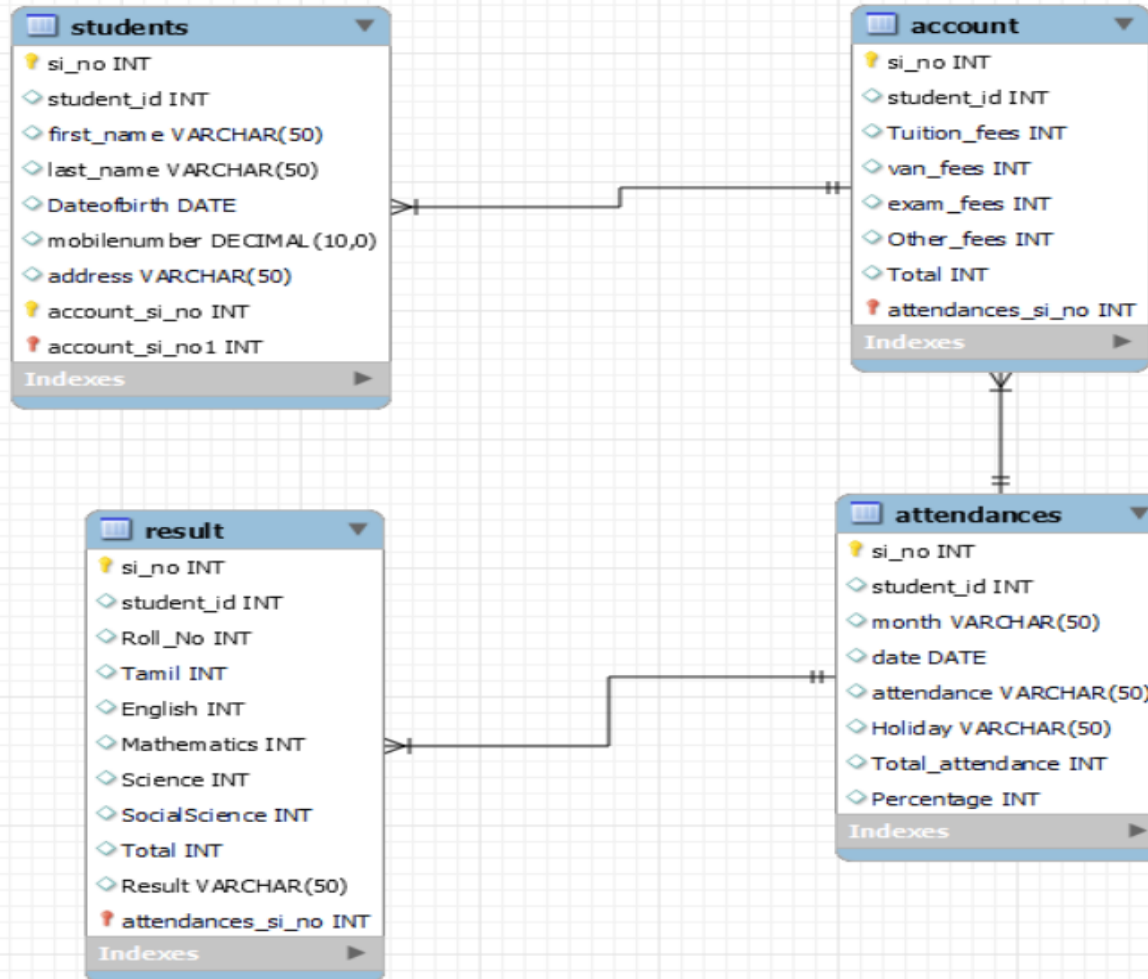 students
si_no INT
student_id INT
first_name VARCHAR(50)
last_name VARCHAR(50)
Dateofbirth DATE
mobilenumber DECIMAL(10,0)
address VARCHAR(50)
account_si_no INT
account_si_no1 INT
Indexes
account
si_no INT
student_id INT
Tuition_fees INT
van_fees INT
exam_fees INT
Other_fees INT
Total INT
attendances_si_no INT
Indexes
result
si_no INT
student_id INT
Roll_No INT
Tamil INT
English INT
Mathematics INT
Science INT
SocialScience INT
Total INT
Result VARCHAR(50)
attendances_si_no INT
Indexes
attendances
si_no INT
student_id INT
month VARCHAR(50)
date DATE
attendance VARCHAR(50)
Holiday VARCHAR(50)
Total_attendance INT
Percentage INT
Indexes